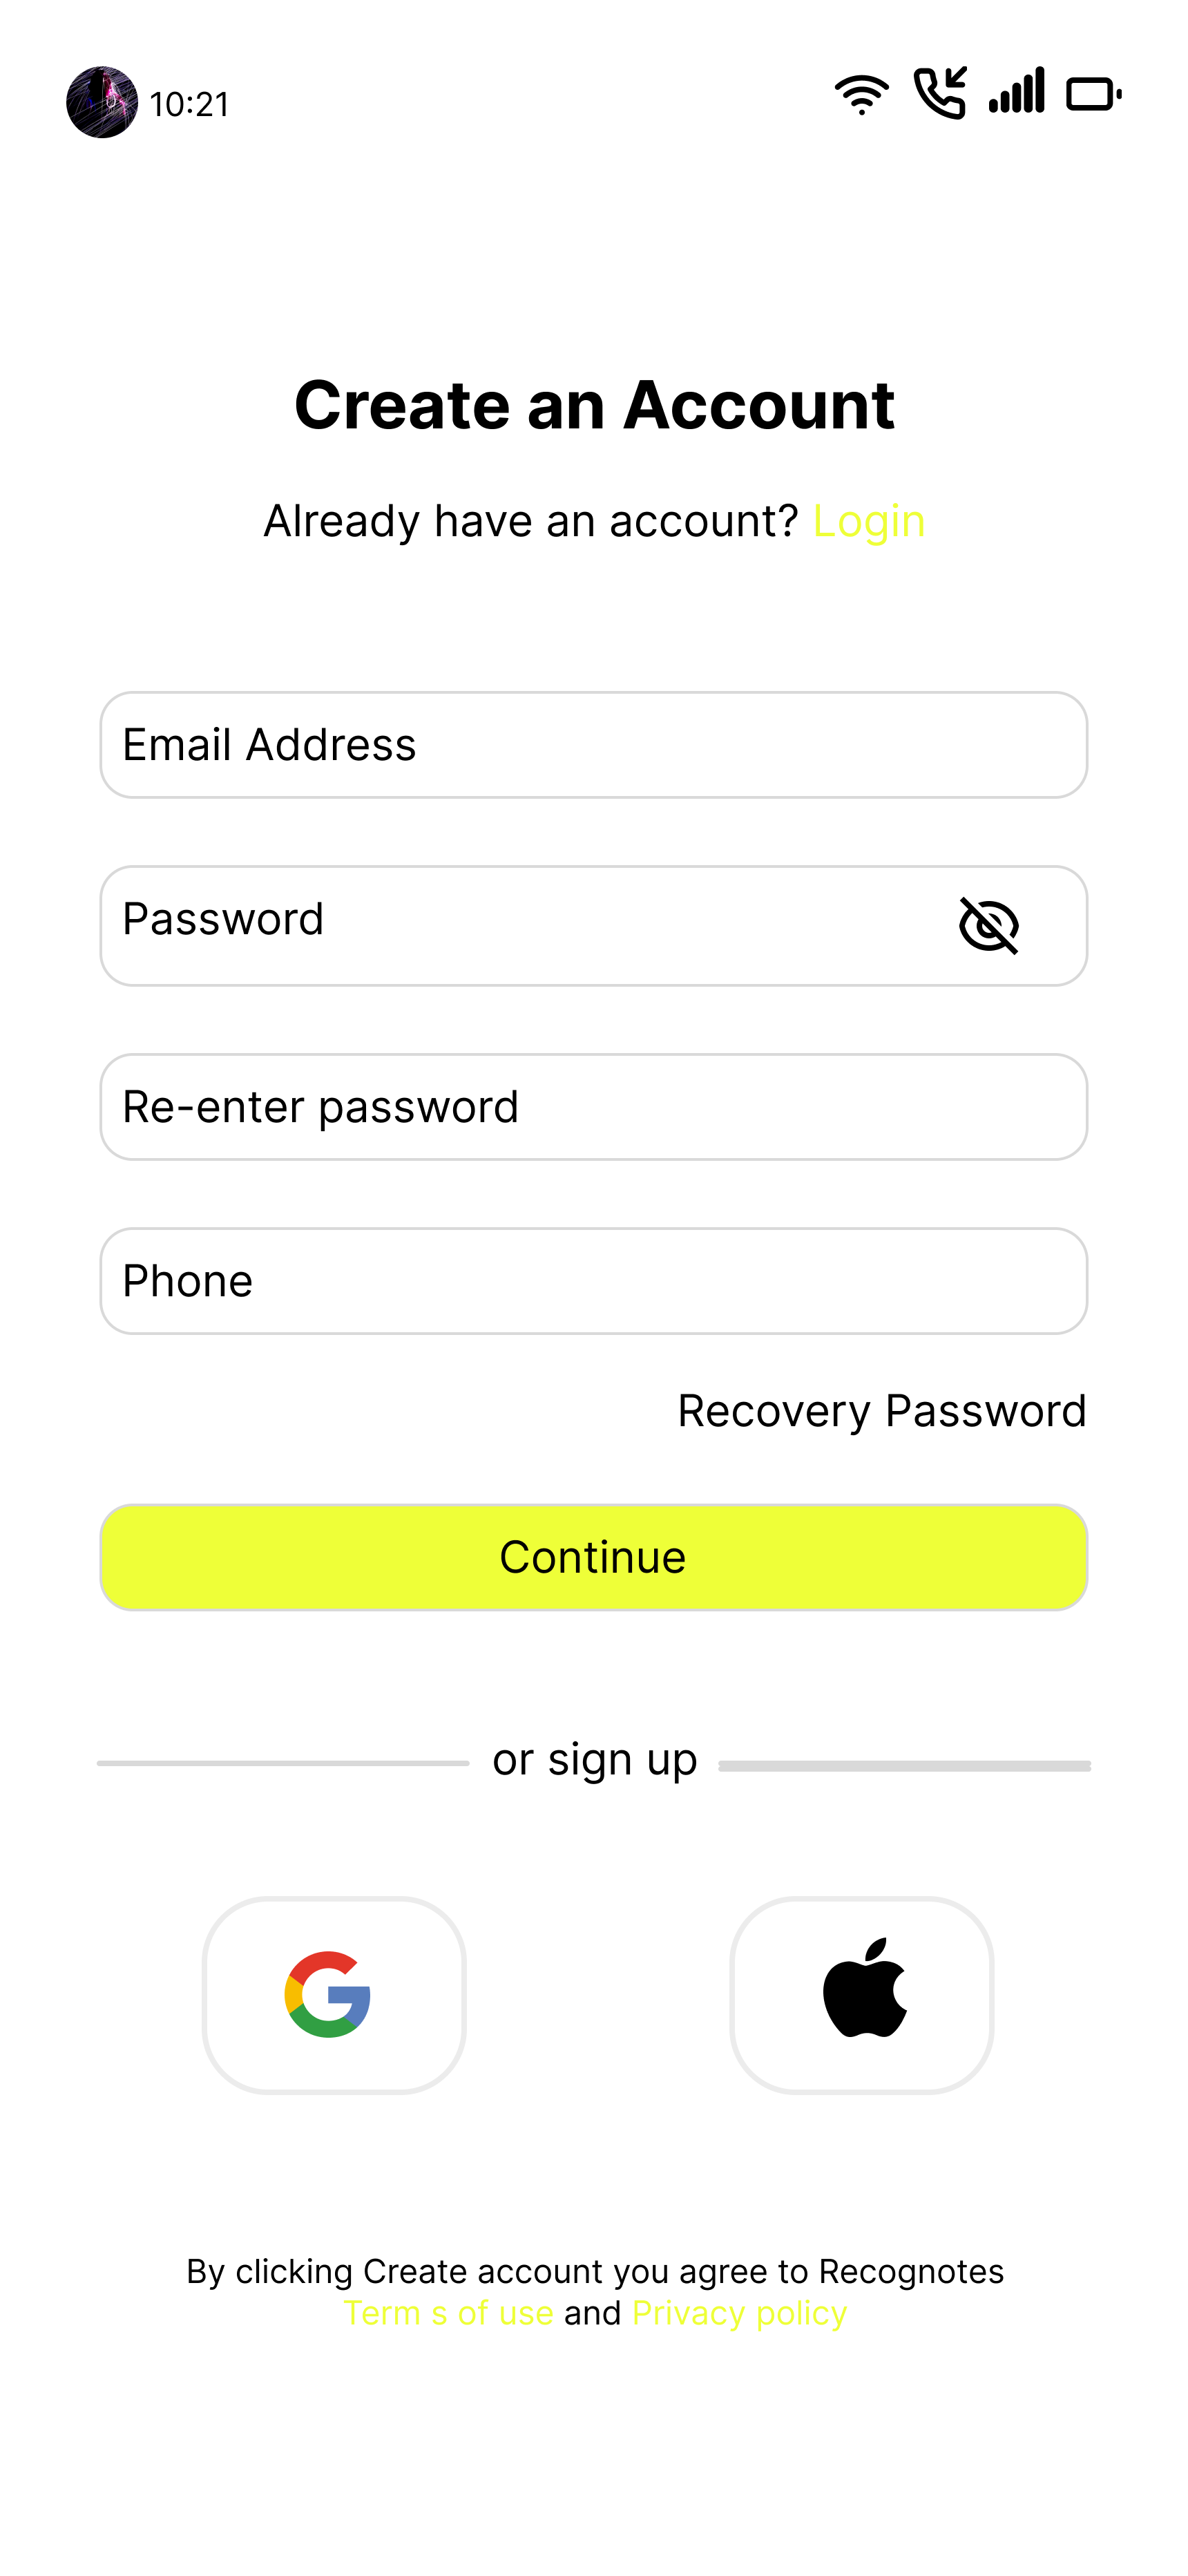 10:21
Create an Account
Already have an account? Login
Email Address
Password
Re-enter password
Phone
Recovery Password
Continue
or sign up
By clicking Create account you agree to Recognotes
Term s of use and Privacy policy